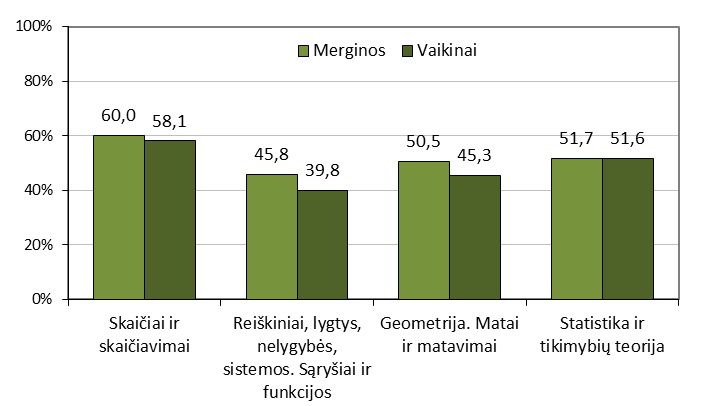 100%
80%
60%
40%
20%
0%
Merginos
Vaikinai
60,0
58,1
45,8
39,8
50,5
45,3
51,7
51,6
Skaičiai ir
skaičiavimai
Reiškiniai, lygtys,
nelygybės,
sistemos. Sąryšiai ir
funkcijos
Geometrija. Matai
ir matavimai
Statistika ir
tikimybių teorija